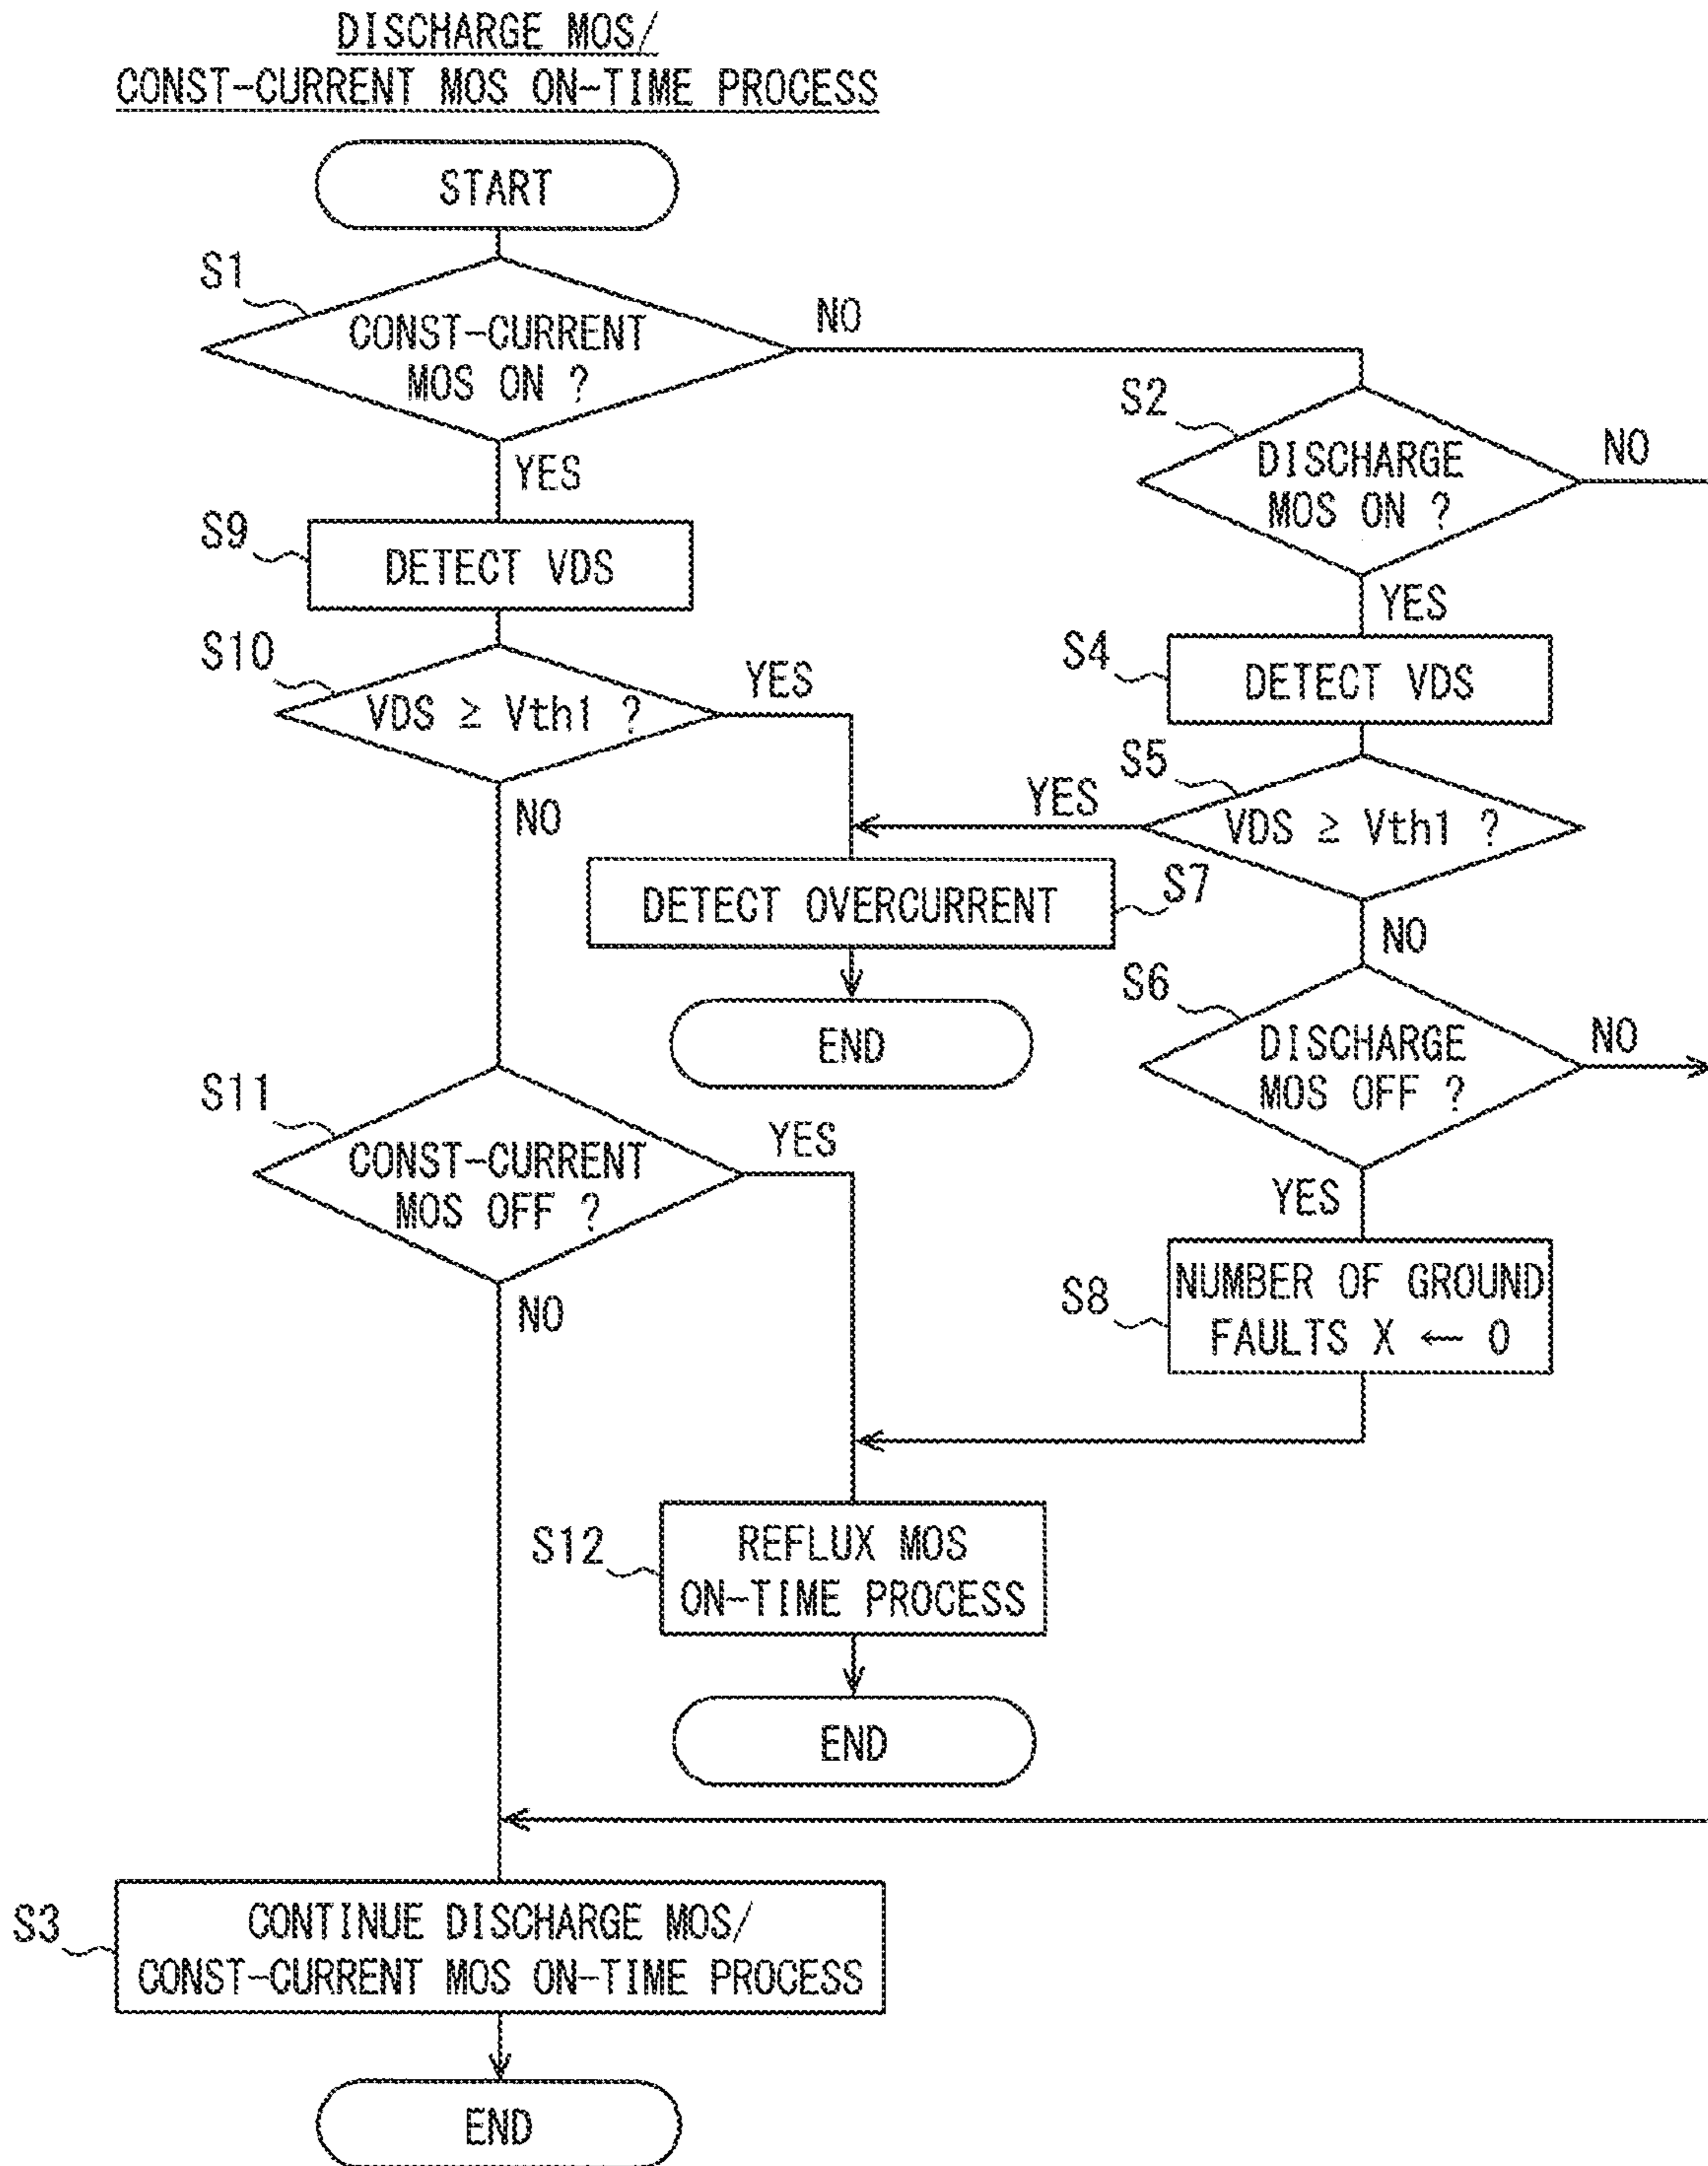 DISCHARGE MOS/
CONST-CURRENT MOS ON-TIME PROCESS
START
S1
CONST-CURRENT
MOS ON ?
NO
YES
S2
DISCHARGE
MOS ON ?
NO
YES
S9
DETECT VDS
S4
DETECT VDS
S10
VDS ≥ Vth1 ?
YES
NO
S5
VDS ≥ Vth1 ?
YES
NO
DETECT OVERCURRENT
S7
END
S6
DISCHARGE
MOS OFF ?
NO
YES
S11
CONST-CURRENT
MOS OFF ?
YES
NO
S8
NUMBER OF GROUND
FAULTS X ← 0
S12
REFLUX MOS
ON-TIME PROCESS
END
S3
CONTINUE DISCHARGE MOS/
CONST-CURRENT MOS ON-TIME PROCESS
END